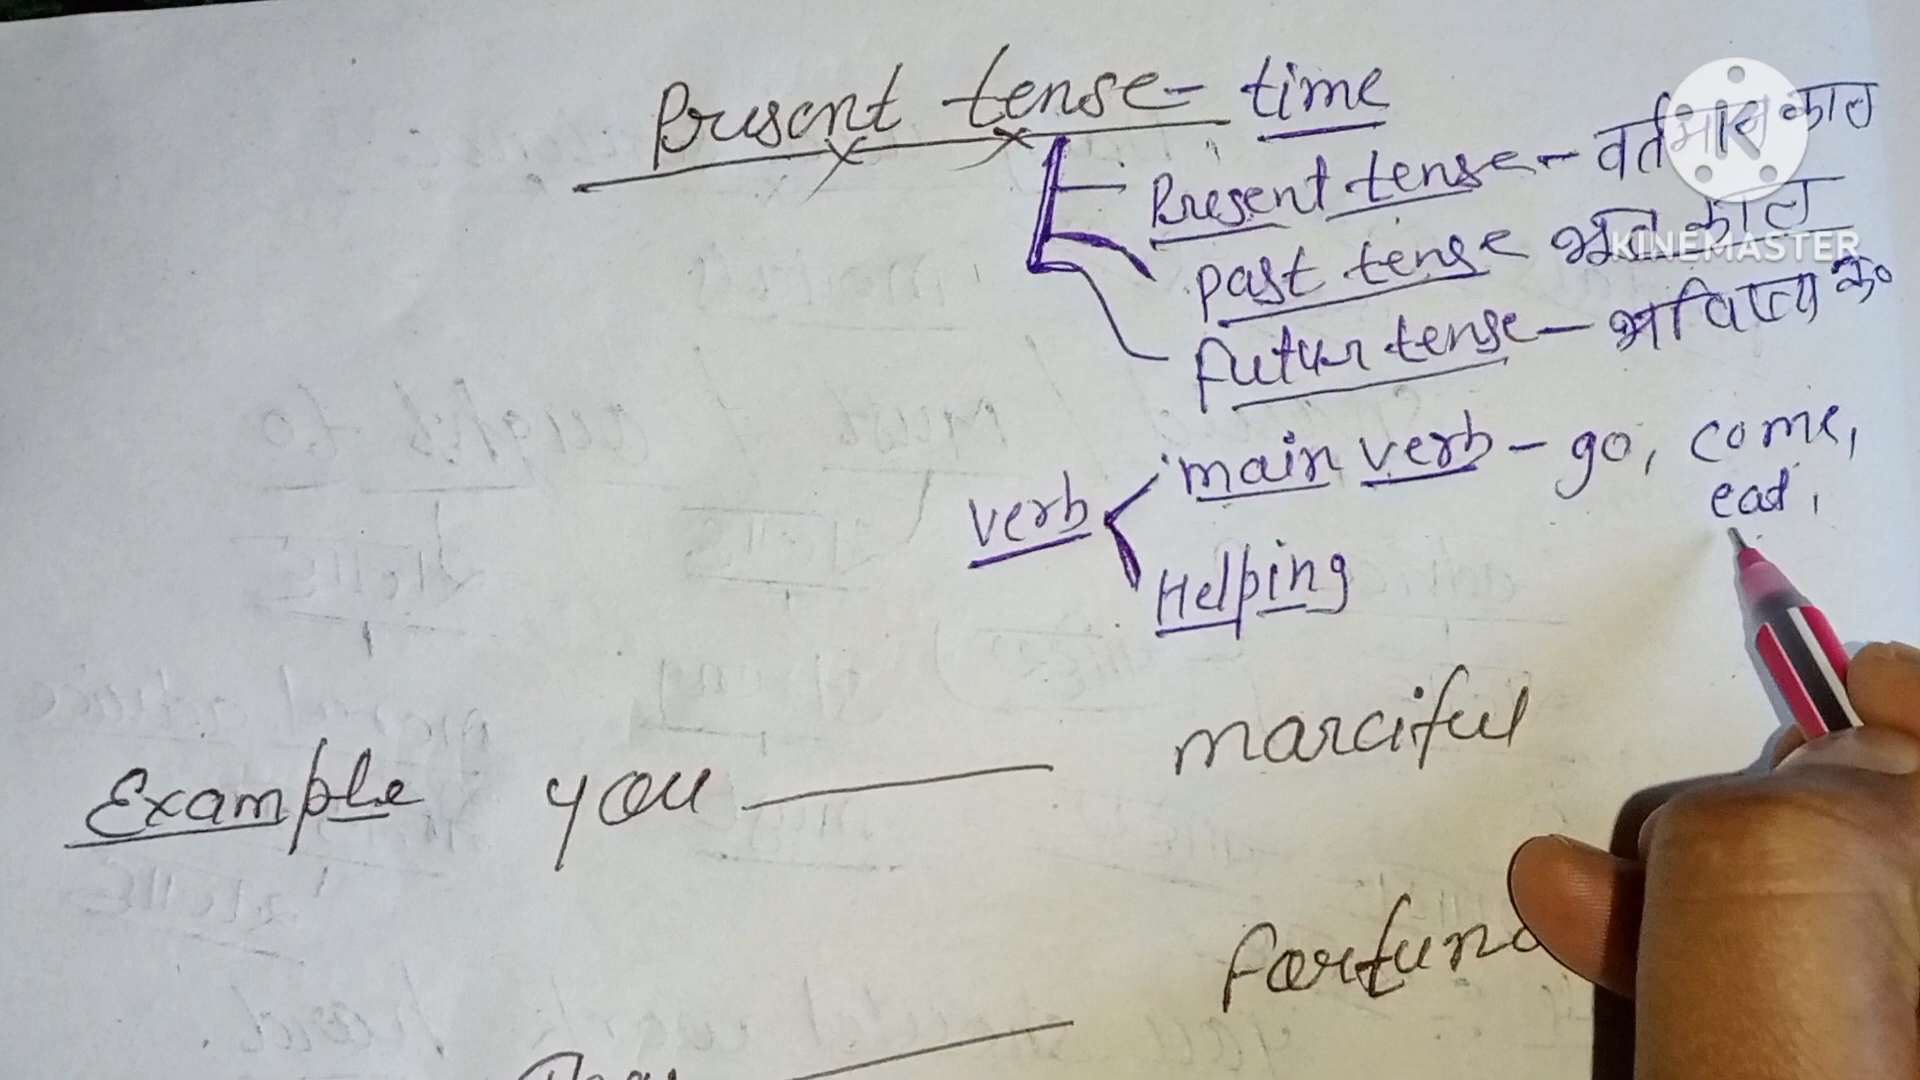 Present tense - time
Present tense - वर्तमान काल
Past tense भूत काल
Futur tense - भविष्य का०
verb
main verb - go, come,
eat,
Helping
Example you ______ marciful
KINEMASTER